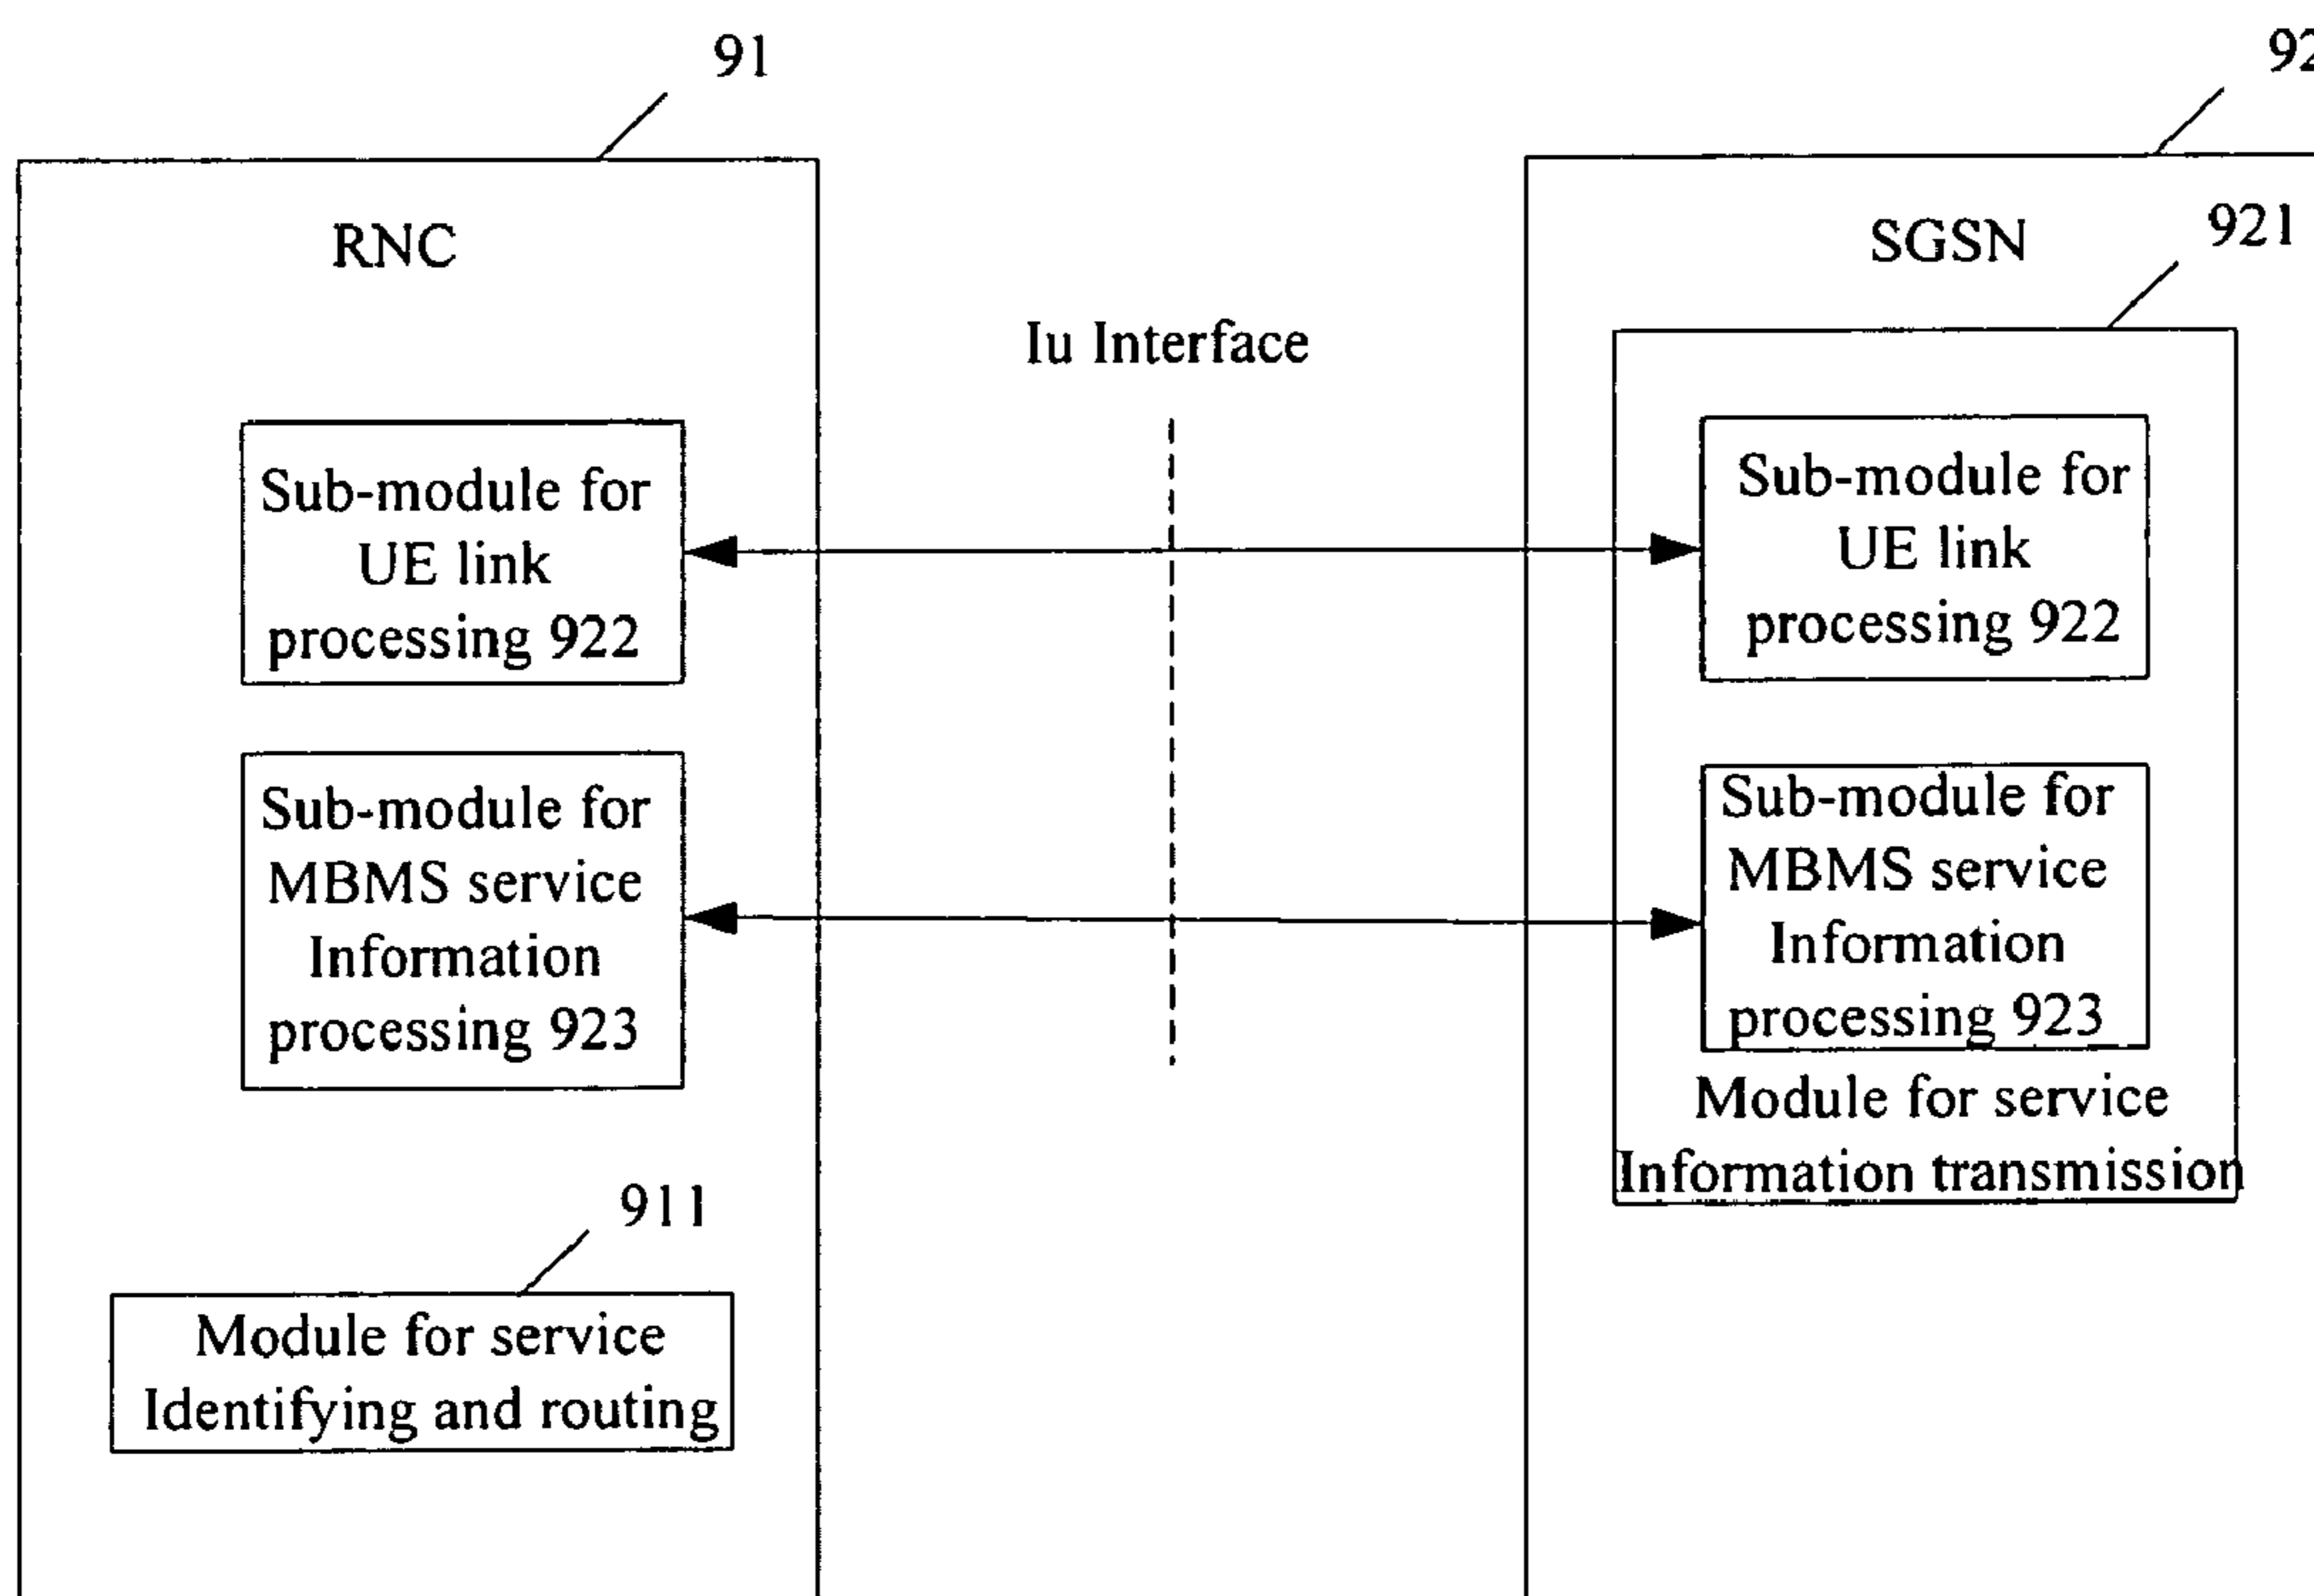 91
92
RNC
SGSN
921
Iu Interface
Sub-module for
UE link
processing 922
Sub-module for
UE link
processing 922
Sub-module for
MBMS service
Information
processing 923
Sub-module for
MBMS service
Information
processing 923
Module for service
Information transmission
911
Module for service
Identifying and routing